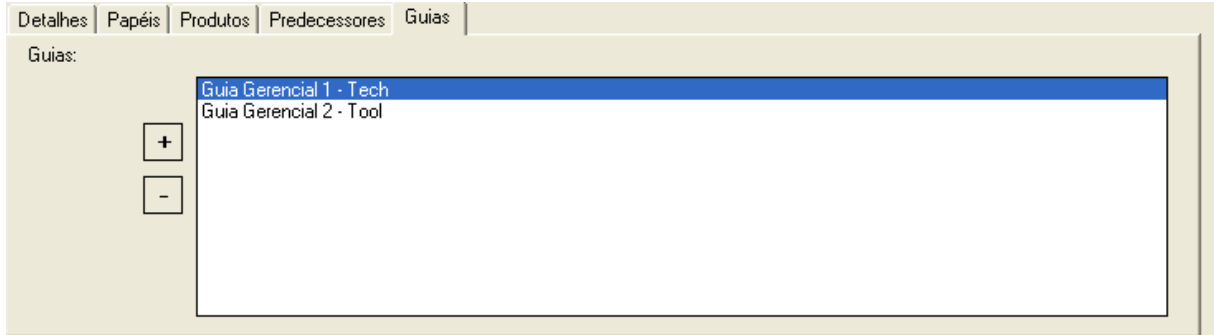 Detalhes Papéis Produtos Predecessores Guias
Guias:
Guia Gerencial 1 - Tech
Guia Gerencial 2 - Tool
+
-